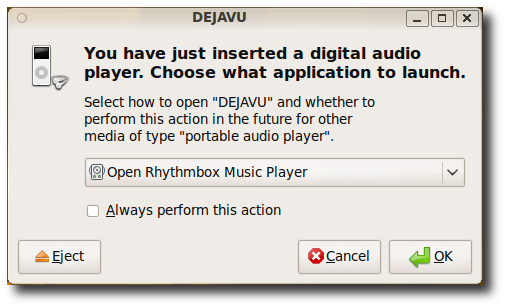 DEJAVU
You have just inserted a digital audio
player. Choose what application to launch.
Select how to open "DEJAVU" and whether to
perform this action in the future for other
media of type "portable audio player".
Open Rhythmbox Music Player
Always perform this action
Eject
Cancel
OK